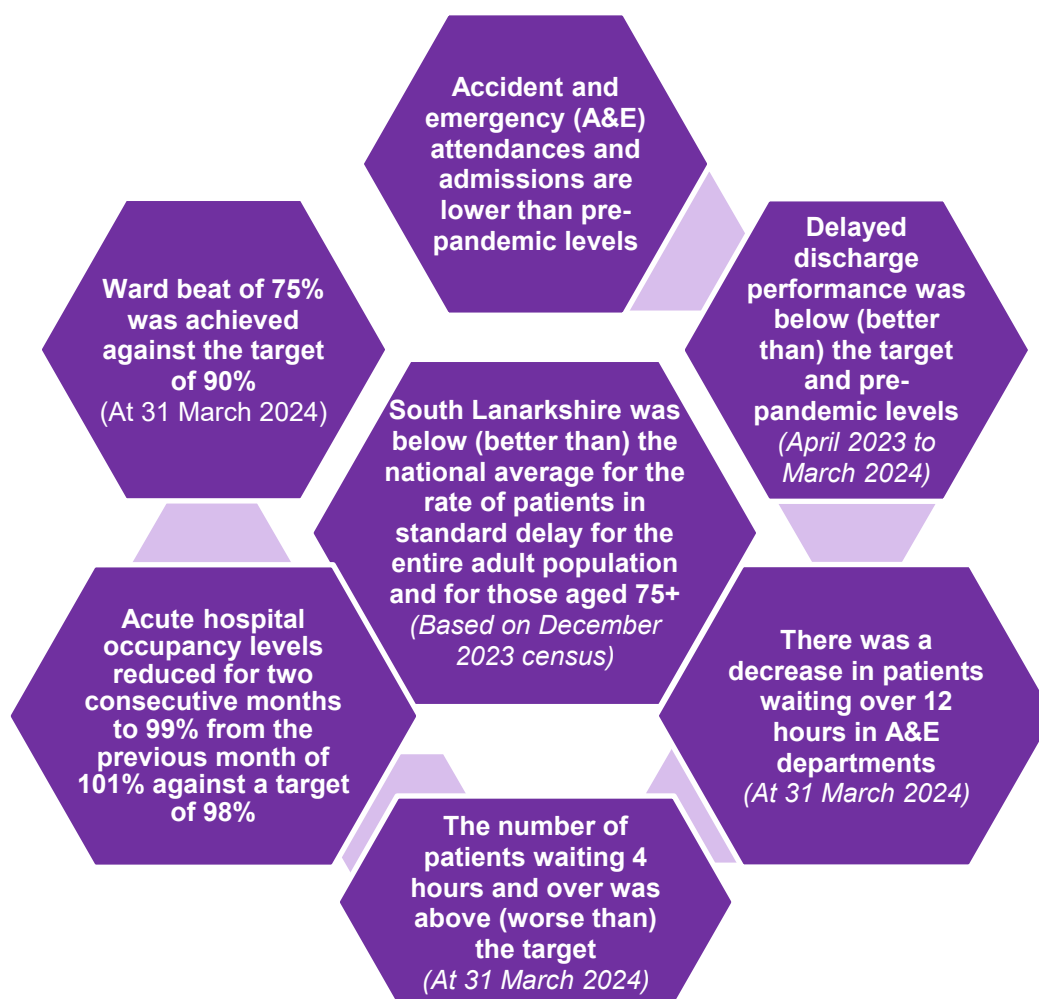 Accident and
emergency (A&E)
attendances and
admissions are
lower than pre-
pandemic levels
Delayed
discharge
performance was
below (better
than) the target
and pre-
pandemic levels
(April 2023 to
March 2024)
Ward beat of 75%
was achieved
against the target
of 90%
(At 31 March 2024)
South Lanarkshire was
below (better than) the
national average for the
rate of patients in
standard delay for the
entire adult population
and for those aged 75+
(Based on December
2023 census)
There was a
decrease in patients
waiting over 12
hours in A&E
departments
(At 31 March 2024)
Acute hospital
occupancy levels
reduced for two
consecutive months
to 99% from the
previous month of
101% against a target
of 98%
The number of
patients waiting 4
hours and over was
above (worse than)
the target
(At 31 March 2024)